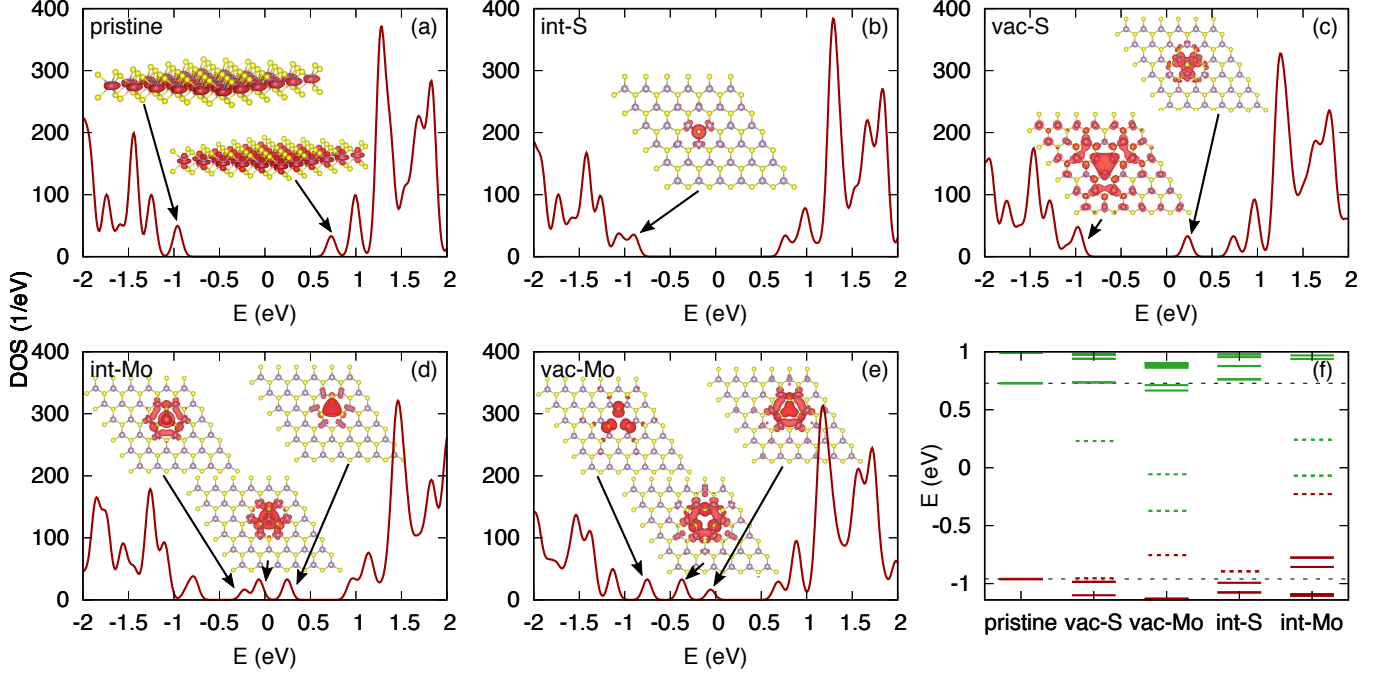 400 300 200 100 0
pristine (a)
-2 -1.5 -1 -0.5 0 0.5 1 1.5 2
E (eV)
400 300 200 100 0
int-S (b)
-2 -1.5 -1 -0.5 0 0.5 1 1.5 2
E (eV)
400 300 200 100 0
vac-S (c)
-2 -1.5 -1 -0.5 0 0.5 1 1.5 2
E (eV)
DOS (1/eV)
400 300 200 100 0
int-Mo (d)
-2 -1.5 -1 -0.5 0 0.5 1 1.5 2
E (eV)
400 300 200 100 0
vac-Mo (e)
-2 -1.5 -1 -0.5 0 0.5 1 1.5 2
E (eV)
E (eV)
1 0.5 0 -0.5 -1
(f)
pristine vac-S vac-Mo int-S int-Mo